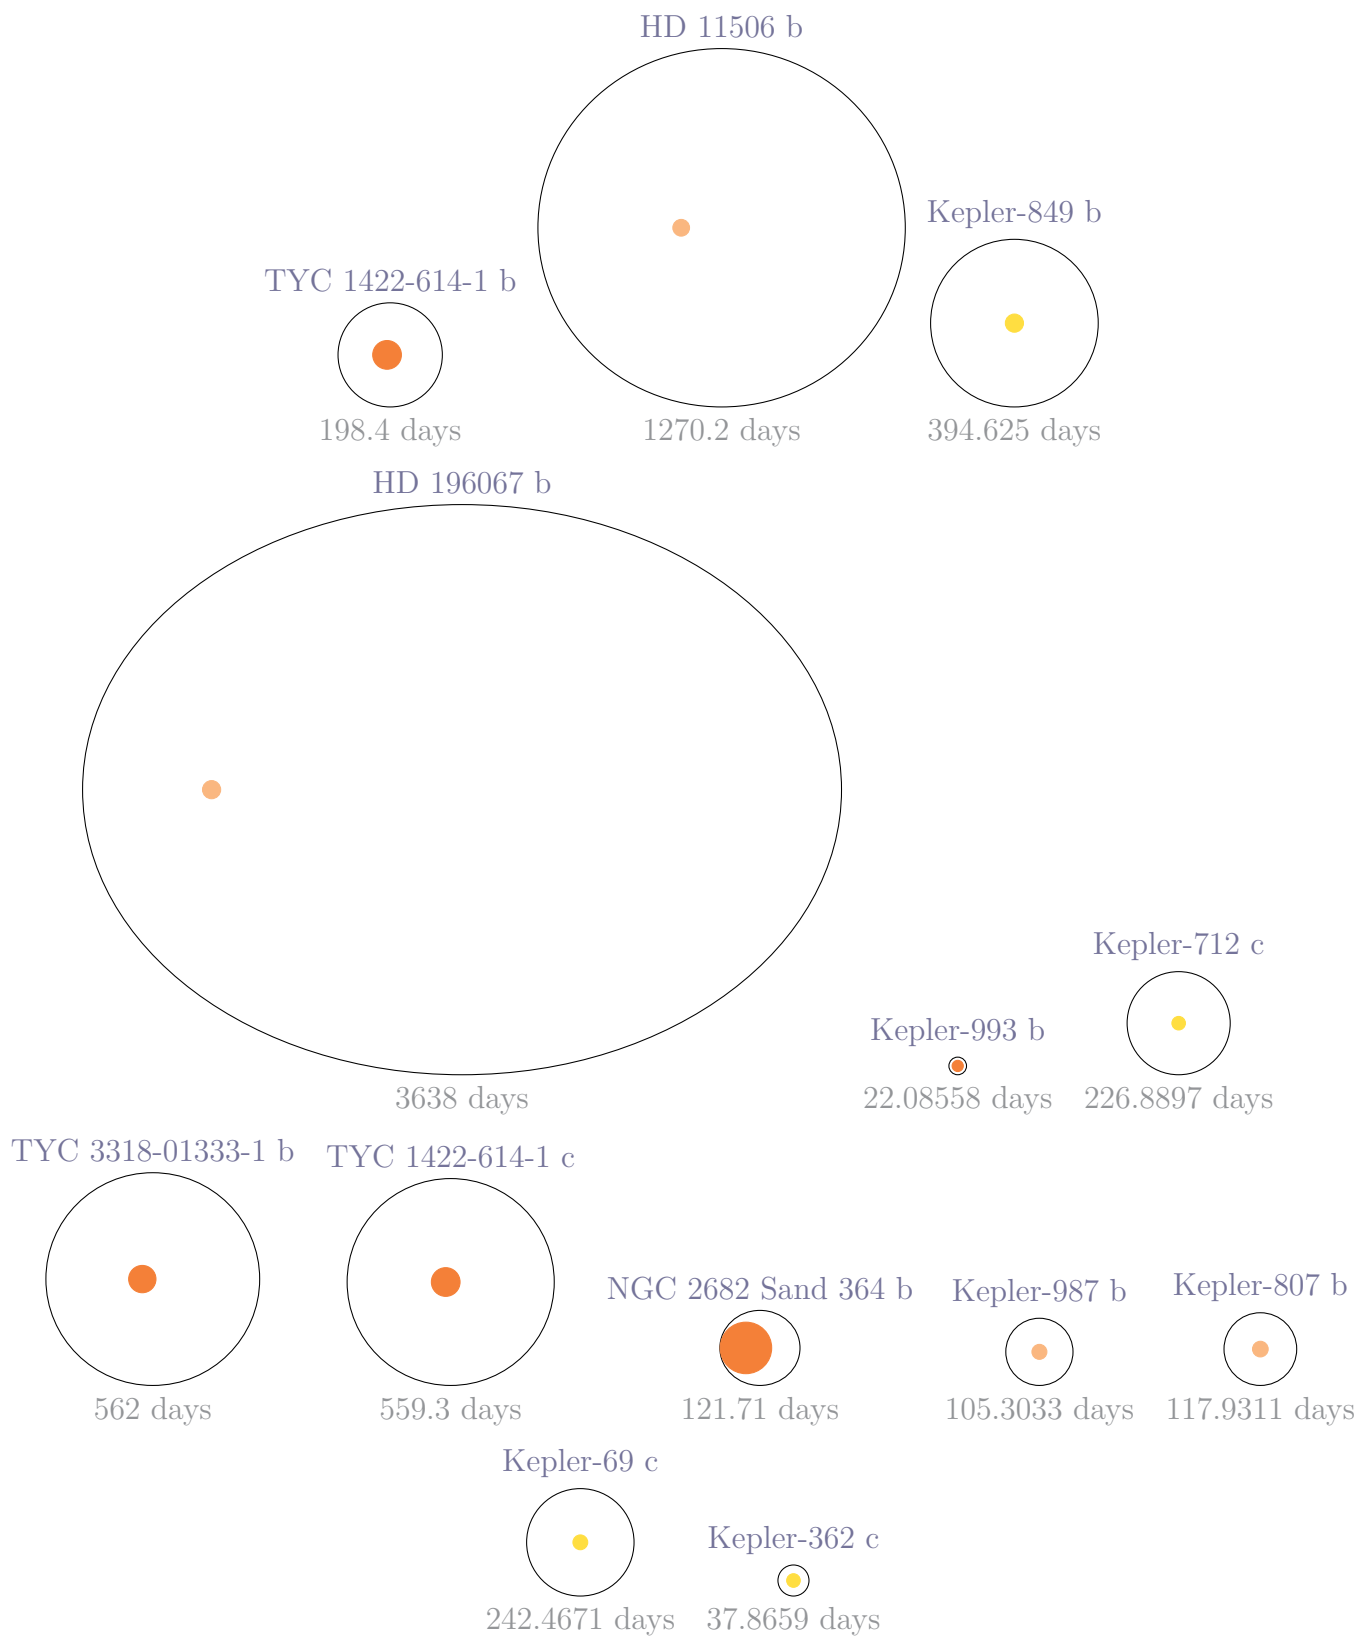 HD 11506 b
Kepler-849 b
TYC 1422-614-1 b
198.4 days
1270.2 days
394.625 days
HD 196067 b
Kepler-712 c
Kepler-993 b
3638 days
22.08558 days
226.8897 days
TYC 3318-01333-1 b
TYC 1422-614-1 c
NGC 2682 Sand 364 b
Kepler-987 b
Kepler-807 b
562 days
559.3 days
121.71 days
105.3033 days
117.9311 days
Kepler-69 c
Kepler-362 c
242.4671 days
37.8659 days